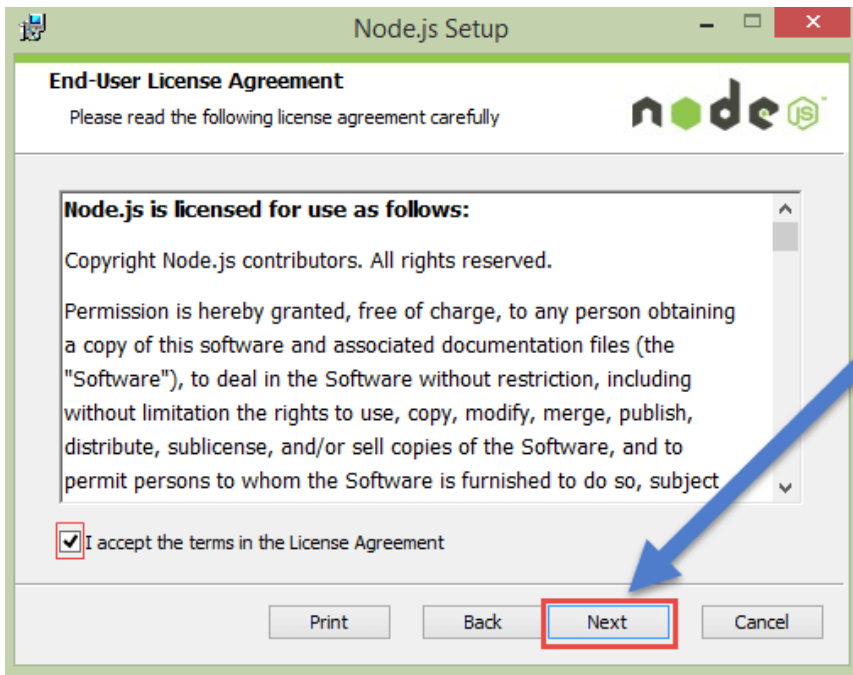 Node.js Setup
End-User License Agreement
Please read the following license agreement carefully
node JS
Node.js is licensed for use as follows:
Copyright Node.js contributors. All rights reserved.
Permission is hereby granted, free of charge, to any person obtaining
a copy of this software and associated documentation files (the
"Software"), to deal in the Software without restriction, including
without limitation the rights to use, copy, modify, merge, publish,
distribute, sublicense, and/or sell copies of the Software, and to
permit persons to whom the Software is furnished to do so, subject
I accept the terms in the License Agreement
Print Back Next Cancel